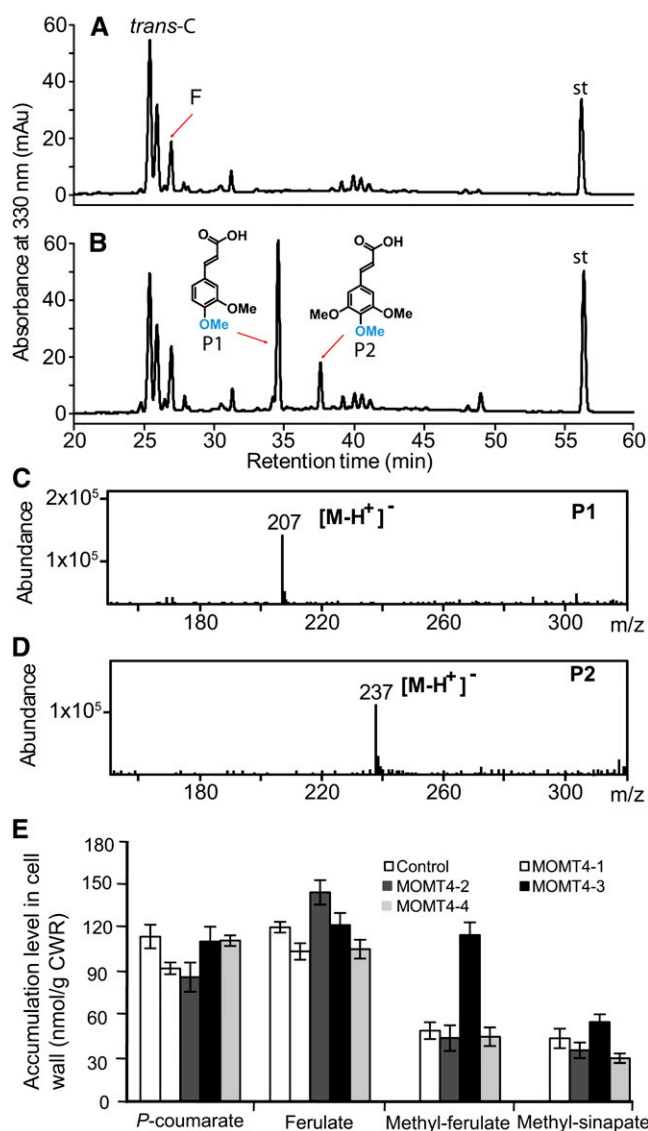 A
trans-C
60
40
20
0
F
st
Absorbance at 330 nm (mAu)
B
60
40
20
0
O
OH
OMe
OMe
P1
O
OH
MeO
OMe
OMe
P2
st
20 25 30 35 40 45 50 55 60
Retention time (min)
C
2x10⁵
1x10⁵
Abundance
207
[M-H⁺]⁻
P1
180 220 260 300 m/z
D
1x10⁵
Abundance
237
[M-H⁺]⁻
P2
180 220 260 300 m/z
E
180
150
120
90
60
30
0
Accumulation level in cell
wall (nmol/g CWR)
Control MOMT4-1
MOMT4-2 MOMT4-3
MOMT4-4
P-coumarate Ferulate Methyl-ferulate Methyl-sinapate